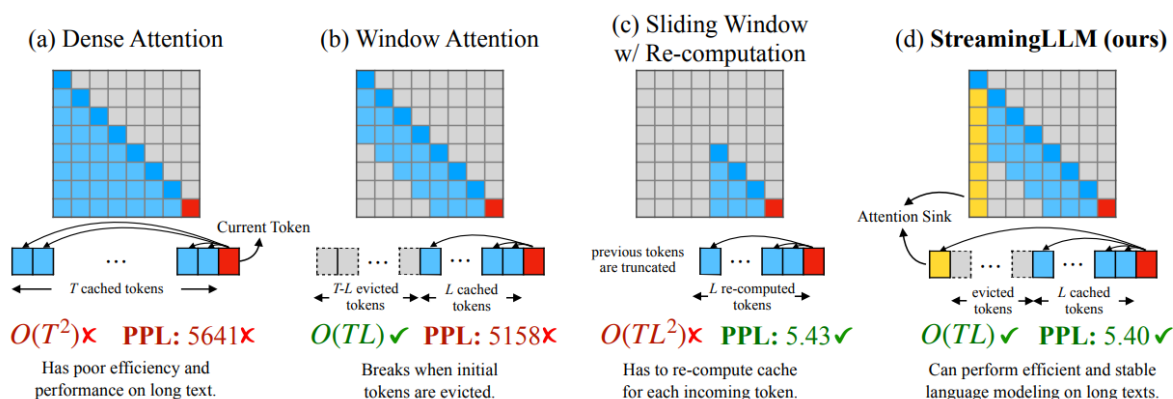 (a) Dense Attention
Current Token
...
T cached tokens
O(T²)✗ PPL: 5641✗
Has poor efficiency and
performance on long text.
(b) Window Attention
... ...
T-L evicted
tokens
L cached
tokens
O(TL)✓ PPL: 5158✗
Breaks when initial
tokens are evicted.
(c) Sliding Window
w/ Re-computation
previous tokens
are truncated
...
L re-computed
tokens
O(TL²)✗ PPL: 5.43✓
Has to re-compute cache
for each incoming token.
(d) StreamingLLM (ours)
Attention Sink
... ...
evicted
tokens
L cached
tokens
O(TL)✓ PPL: 5.40✓
Can perform efficient and stable
language modeling on long texts.